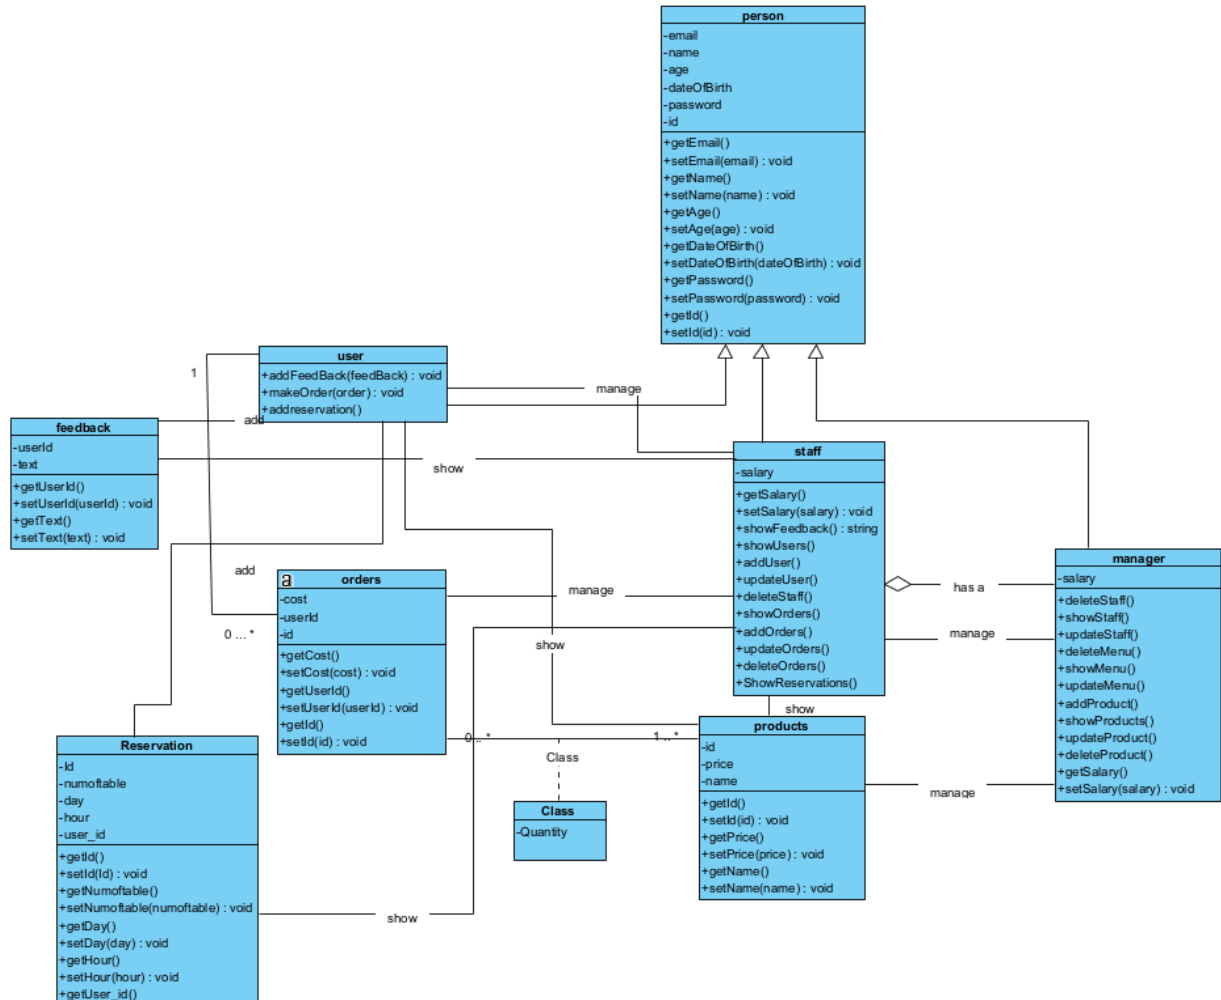 person
-email
-name
-age
-dateOfBirth
-password
-id
+getEmail()
+setEmail(email) : void
+getName()
+setName(name) : void
+getAge()
+setAge(age) : void
+getDateOfBirth()
+setDateOfBirth(dateOfBirth) : void
+getPassword()
+setPassword(password) : void
+getId()
+setId(id) : void
user
+addFeedBack(feedBack) : void
+makeOrder(order) : void
+addreservation()
1
manage
add
feedback
-userId
-text
+getUserId()
+setUserId(userId) : void
+getText()
+setText(text) : void
show
staff
-salary
+getSalary()
+setSalary(salary) : void
+showFeedback() : string
+showUsers()
+addUser()
+updateUser()
+deleteStaff()
+showOrders()
+addOrders()
+updateOrders()
+deleteOrders()
+ShowReservations()
has a
manage
manager
-salary
+deleteStaff()
+showStaff()
+updateStaff()
+deleteMenu()
+showMenu()
+updateMenu()
+addProduct()
+showProducts()
+updateProduct()
+deleteProduct()
+getSalary()
+setSalary(salary) : void
add
0 ... *
a
orders
-cost
-userId
-id
+getCost()
+setCost(cost) : void
+getUserId()
+setUserId(userId) : void
+getId()
+setId(id) : void
manage
show
show
0 .. *
1 .. *
Class
Class
-Quantity
products
-id
-price
-name
+getId()
+setId(id) : void
+getPrice()
+setPrice(price) : void
+getName()
+setName(name) : void
manage
Reservation
-Id
-numoftable
-day
-hour
-user_id
+getId()
+setId(Id) : void
+getNumoftable()
+setNumoftable(numoftable) : void
+getDay()
+setDay(day) : void
+getHour()
+setHour(hour) : void
+getUser_id()
show